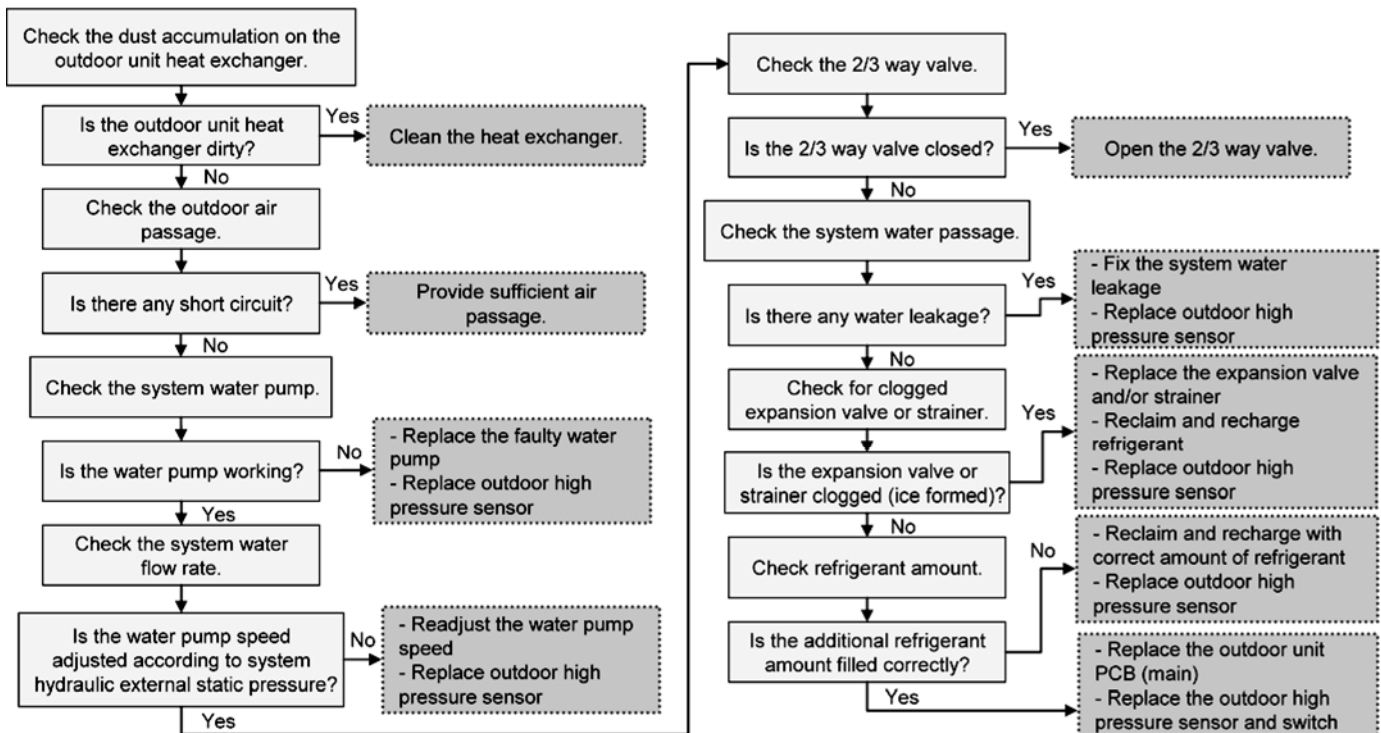 Check the dust accumulation on the
outdoor unit heat exchanger.
Is the outdoor unit heat
exchanger dirty?
Yes
Clean the heat exchanger.
No
Check the outdoor air
passage.
Is there any short circuit?
Yes
Provide sufficient air
passage.
No
Check the system water pump.
Is the water pump working?
No
- Replace the faulty water
pump
- Replace outdoor high
pressure sensor
Yes
Check the system water
flow rate.
Is the water pump speed
adjusted according to system
hydraulic external static pressure?
No
- Readjust the water pump
speed
- Replace outdoor high
pressure sensor
Yes
Check the 2/3 way valve.
Is the 2/3 way valve closed?
Yes
Open the 2/3 way valve.
No
Check the system water passage.
Is there any water leakage?
Yes
- Fix the system water
leakage
- Replace outdoor high
pressure sensor
No
Check for clogged
expansion valve or strainer.
Is the expansion valve or
strainer clogged (ice formed)?
Yes
- Replace the expansion valve
and/or strainer
- Reclaim and recharge
refrigerant
- Replace outdoor high
pressure sensor
No
Check refrigerant amount.
Is the additional refrigerant
amount filled correctly?
No
- Reclaim and recharge with
correct amount of refrigerant
- Replace outdoor high
pressure sensor
Yes
- Replace the outdoor unit
PCB (main)
- Replace the outdoor high
pressure sensor and switch